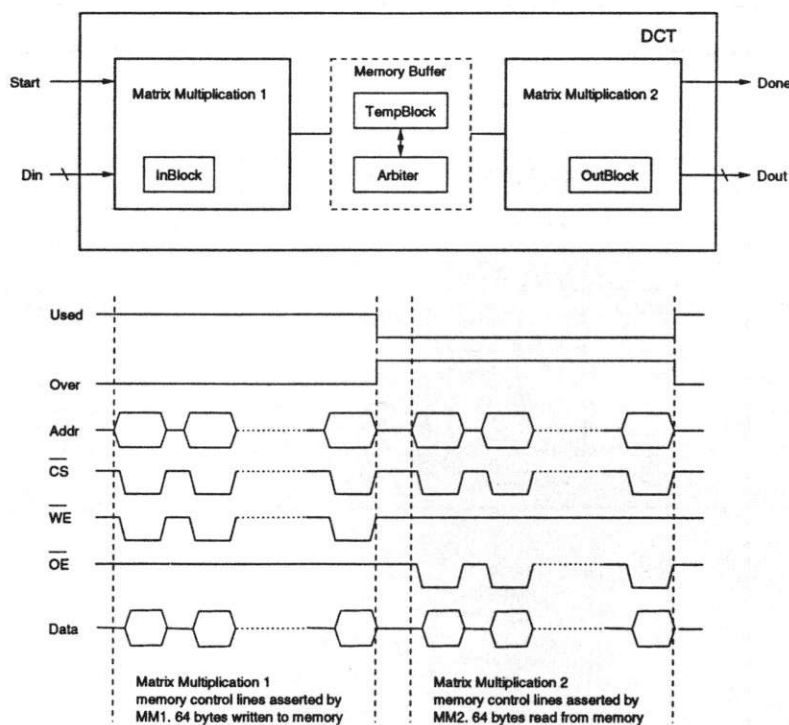 DCT
Start
Din
Matrix Multiplication 1
InBlock
Memory Buffer
TempBlock
Arbiter
Matrix Multiplication 2
OutBlock
Done
Dout
Used
Over
Addr
CS
WE
OE
Data
Matrix Multiplication 1
memory control lines asserted by
MM1. 64 bytes written to memory
Matrix Multiplication 2
memory control lines asserted by
MM2. 64 bytes read from memory